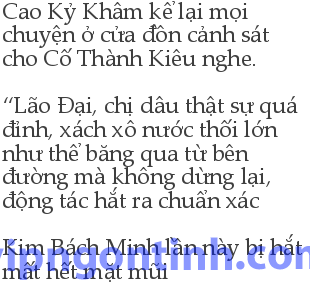 Cao Kỷ Khâm kể lại mọi
chuyện ở cửa đồn cảnh sát
cho Cố Thành Kiêu nghe.
“Lão Đại, chị dâu thật sự quá
đỉnh, xách xô nước thối lớn
như thể băng qua từ bên
đường mà không dừng lại,
động tác hắt ra chuẩn xác
Kim Bách Minh lần này bị hắt
mất hết mặt mũi